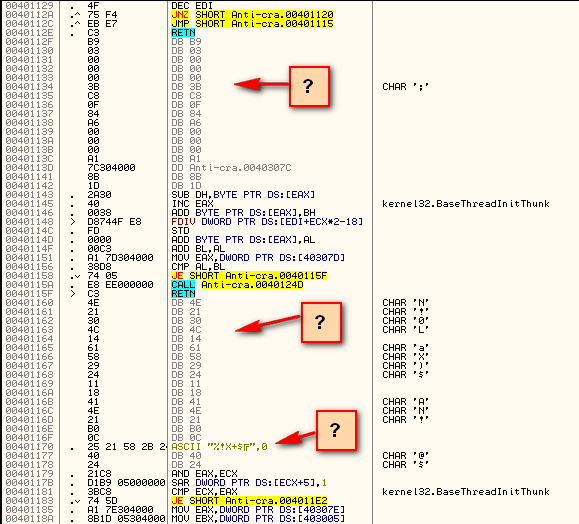 00401129 . 4F DEC EDI
0040112A .^ 75 F4 JNZ SHORT Anti-cra.00401120
0040112C .^ EB E7 JMP SHORT Anti-cra.00401115
0040112E . C3 RETN
0040112F B9 DB B9
00401130 03 DB 03
00401131 00 DB 00
00401132 00 DB 00
00401133 00 DB 00
00401134 3B DB 3B CHAR ';'
00401135 C8 DB C8
00401136 0F DB 0F
00401137 84 DB 84
00401138 A6 DB A6
00401139 00 DB 00
0040113A 00 DB 00
0040113B 00 DB 00
0040113C A1 DB A1
0040113D 7C304000 DD Anti-cra.0040307C
00401141 8B DB 8B
00401142 1D DB 1D
00401143 . 2A30 SUB DH,BYTE PTR DS:[EAX]
00401145 . 40 INC EAX kernel32.BaseThreadInitThunk
00401146 . 0038 ADD BYTE PTR DS:[EAX],BH
00401148 > D8744F E8 FDIV DWORD PTR DS:[EDI+ECX*2-18]
0040114C . FD STD
0040114D . 0000 ADD BYTE PTR DS:[EAX],AL
0040114F . 00C3 ADD BL,AL
00401151 . A1 7D304000 MOV EAX,DWORD PTR DS:[40307D]
00401156 . 38D8 CMP AL,BL
00401158 .v 74 05 JE SHORT Anti-cra.0040115F
0040115A . E8 EE000000 CALL Anti-cra.0040124D
0040115F > C3 RETN
00401160 4E DB 4E CHAR 'N'
00401161 21 DB 21 CHAR '!'
00401162 30 DB 30 CHAR '0'
00401163 4C DB 4C CHAR 'L'
00401164 14 DB 14
00401165 61 DB 61 CHAR 'a'
00401166 58 DB 58 CHAR 'X'
00401167 29 DB 29 CHAR ')'
00401168 24 DB 24 CHAR '$'
00401169 11 DB 11
0040116A 18 DB 18
0040116B 41 DB 41 CHAR 'A'
0040116C 4E DB 4E CHAR 'N'
0040116D 21 DB 21 CHAR '!'
0040116E B0 DB B0
0040116F 0C DB 0C
00401170 . 25 21 58 2B 24 ASCII "%!X+$",0
00401177 40 DB 40 CHAR '@'
00401178 24 DB 24 CHAR '$'
00401179 . 21C8 AND EAX,ECX
0040117B . D1B9 05000000 SAR DWORD PTR DS:[ECX+5],1
00401181 . 3BC8 CMP ECX,EAX kernel32.BaseThreadInitThunk
00401183 .v 74 5D JE SHORT Anti-cra.004011E2
00401185 . A1 7E304000 MOV EAX,DWORD PTR DS:[40307E]
0040118A . 8B1D 05304000 MOV EBX,DWORD PTR DS:[403005]
?
?
?